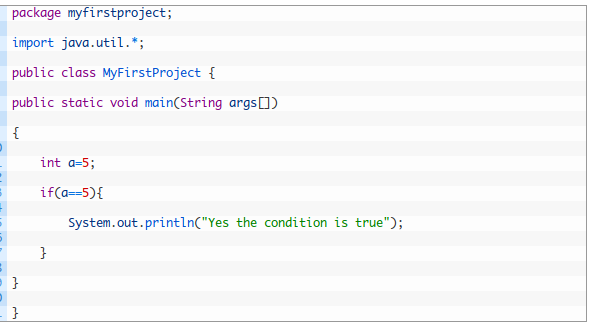 package myfirstproject;
import java.util.*;
public class MyFirstProject {
public static void main(String args[])
{
int a=5;
if(a==5){
System.out.println("Yes the condition is true");
}
}
}